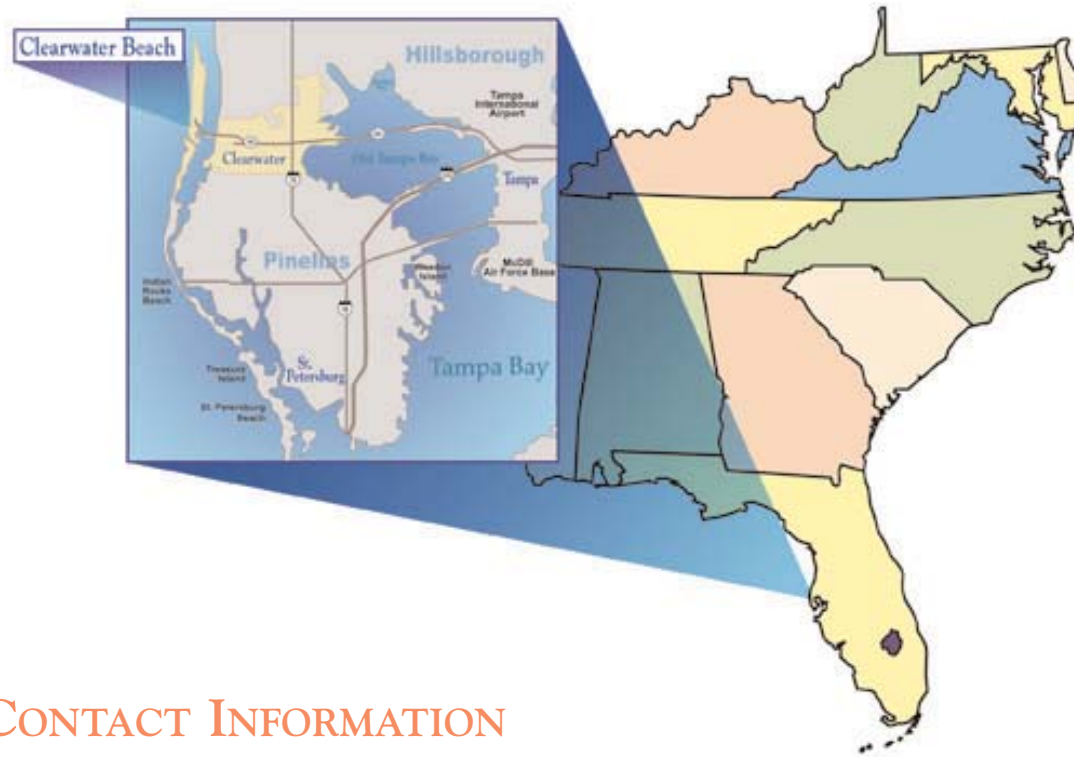 Clearwater Beach
Hillsborough
Tampa
International
Airport
Clearwater
Old Tampa Bay
Tampa
Pinellas
Weedon
Island
McDill
Air Force Base
Indian
Rocks
Beach
Treasure
Island
St.
Petersburg
Tampa Bay
St. Petersburg
Beach
CONTACT INFORMATION